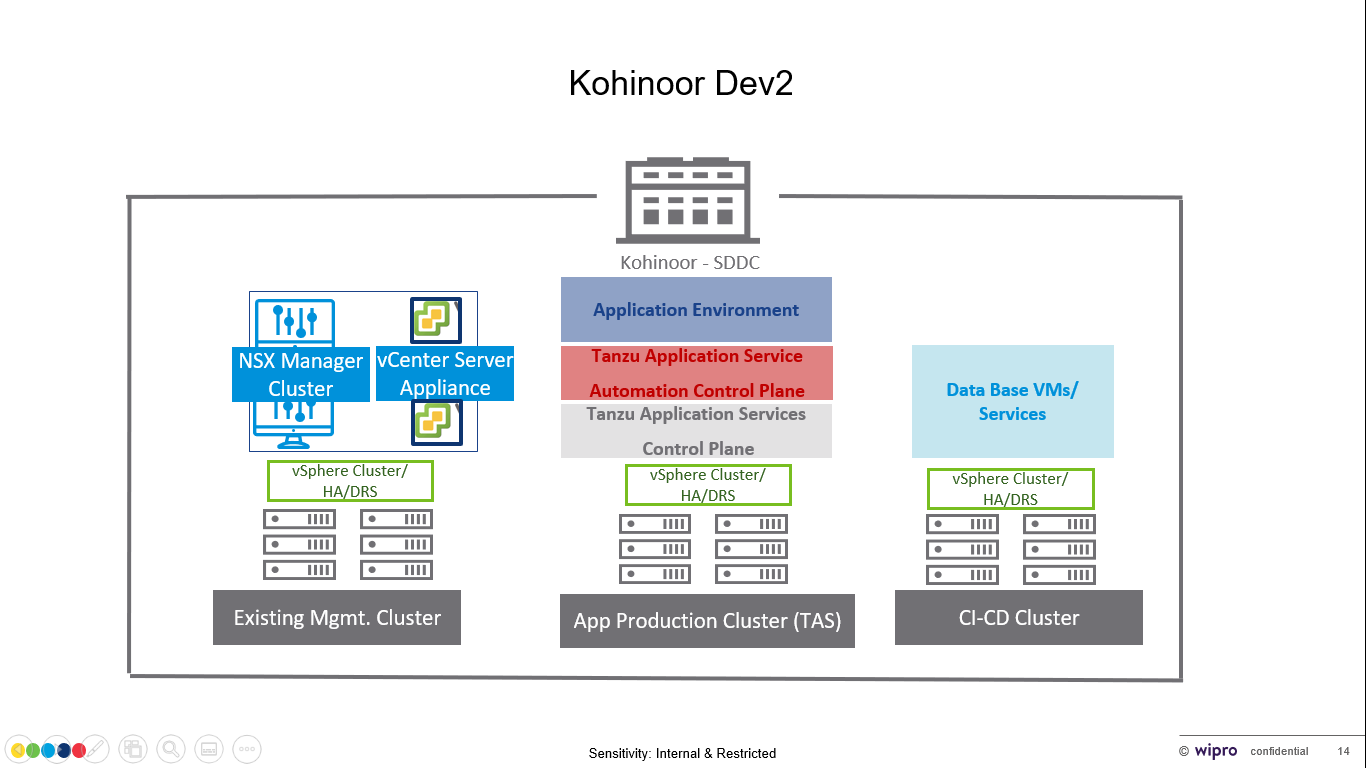 Kohinoor Dev2
Kohinoor - SDDC
NSX Manager
Cluster
vCenter Server
Appliance
vSphere Cluster/
HA/DRS
Existing Mgmt. Cluster
Application Environment
Tanzu Application Service
Automation Control Plane
Tanzu Application Services
Control Plane
vSphere Cluster/
HA/DRS
App Production Cluster (TAS)
Data Base VMs/
Services
vSphere Cluster/
HA/DRS
CI-CD Cluster
Sensitivity: Internal & Restricted
© wipro confidential 14